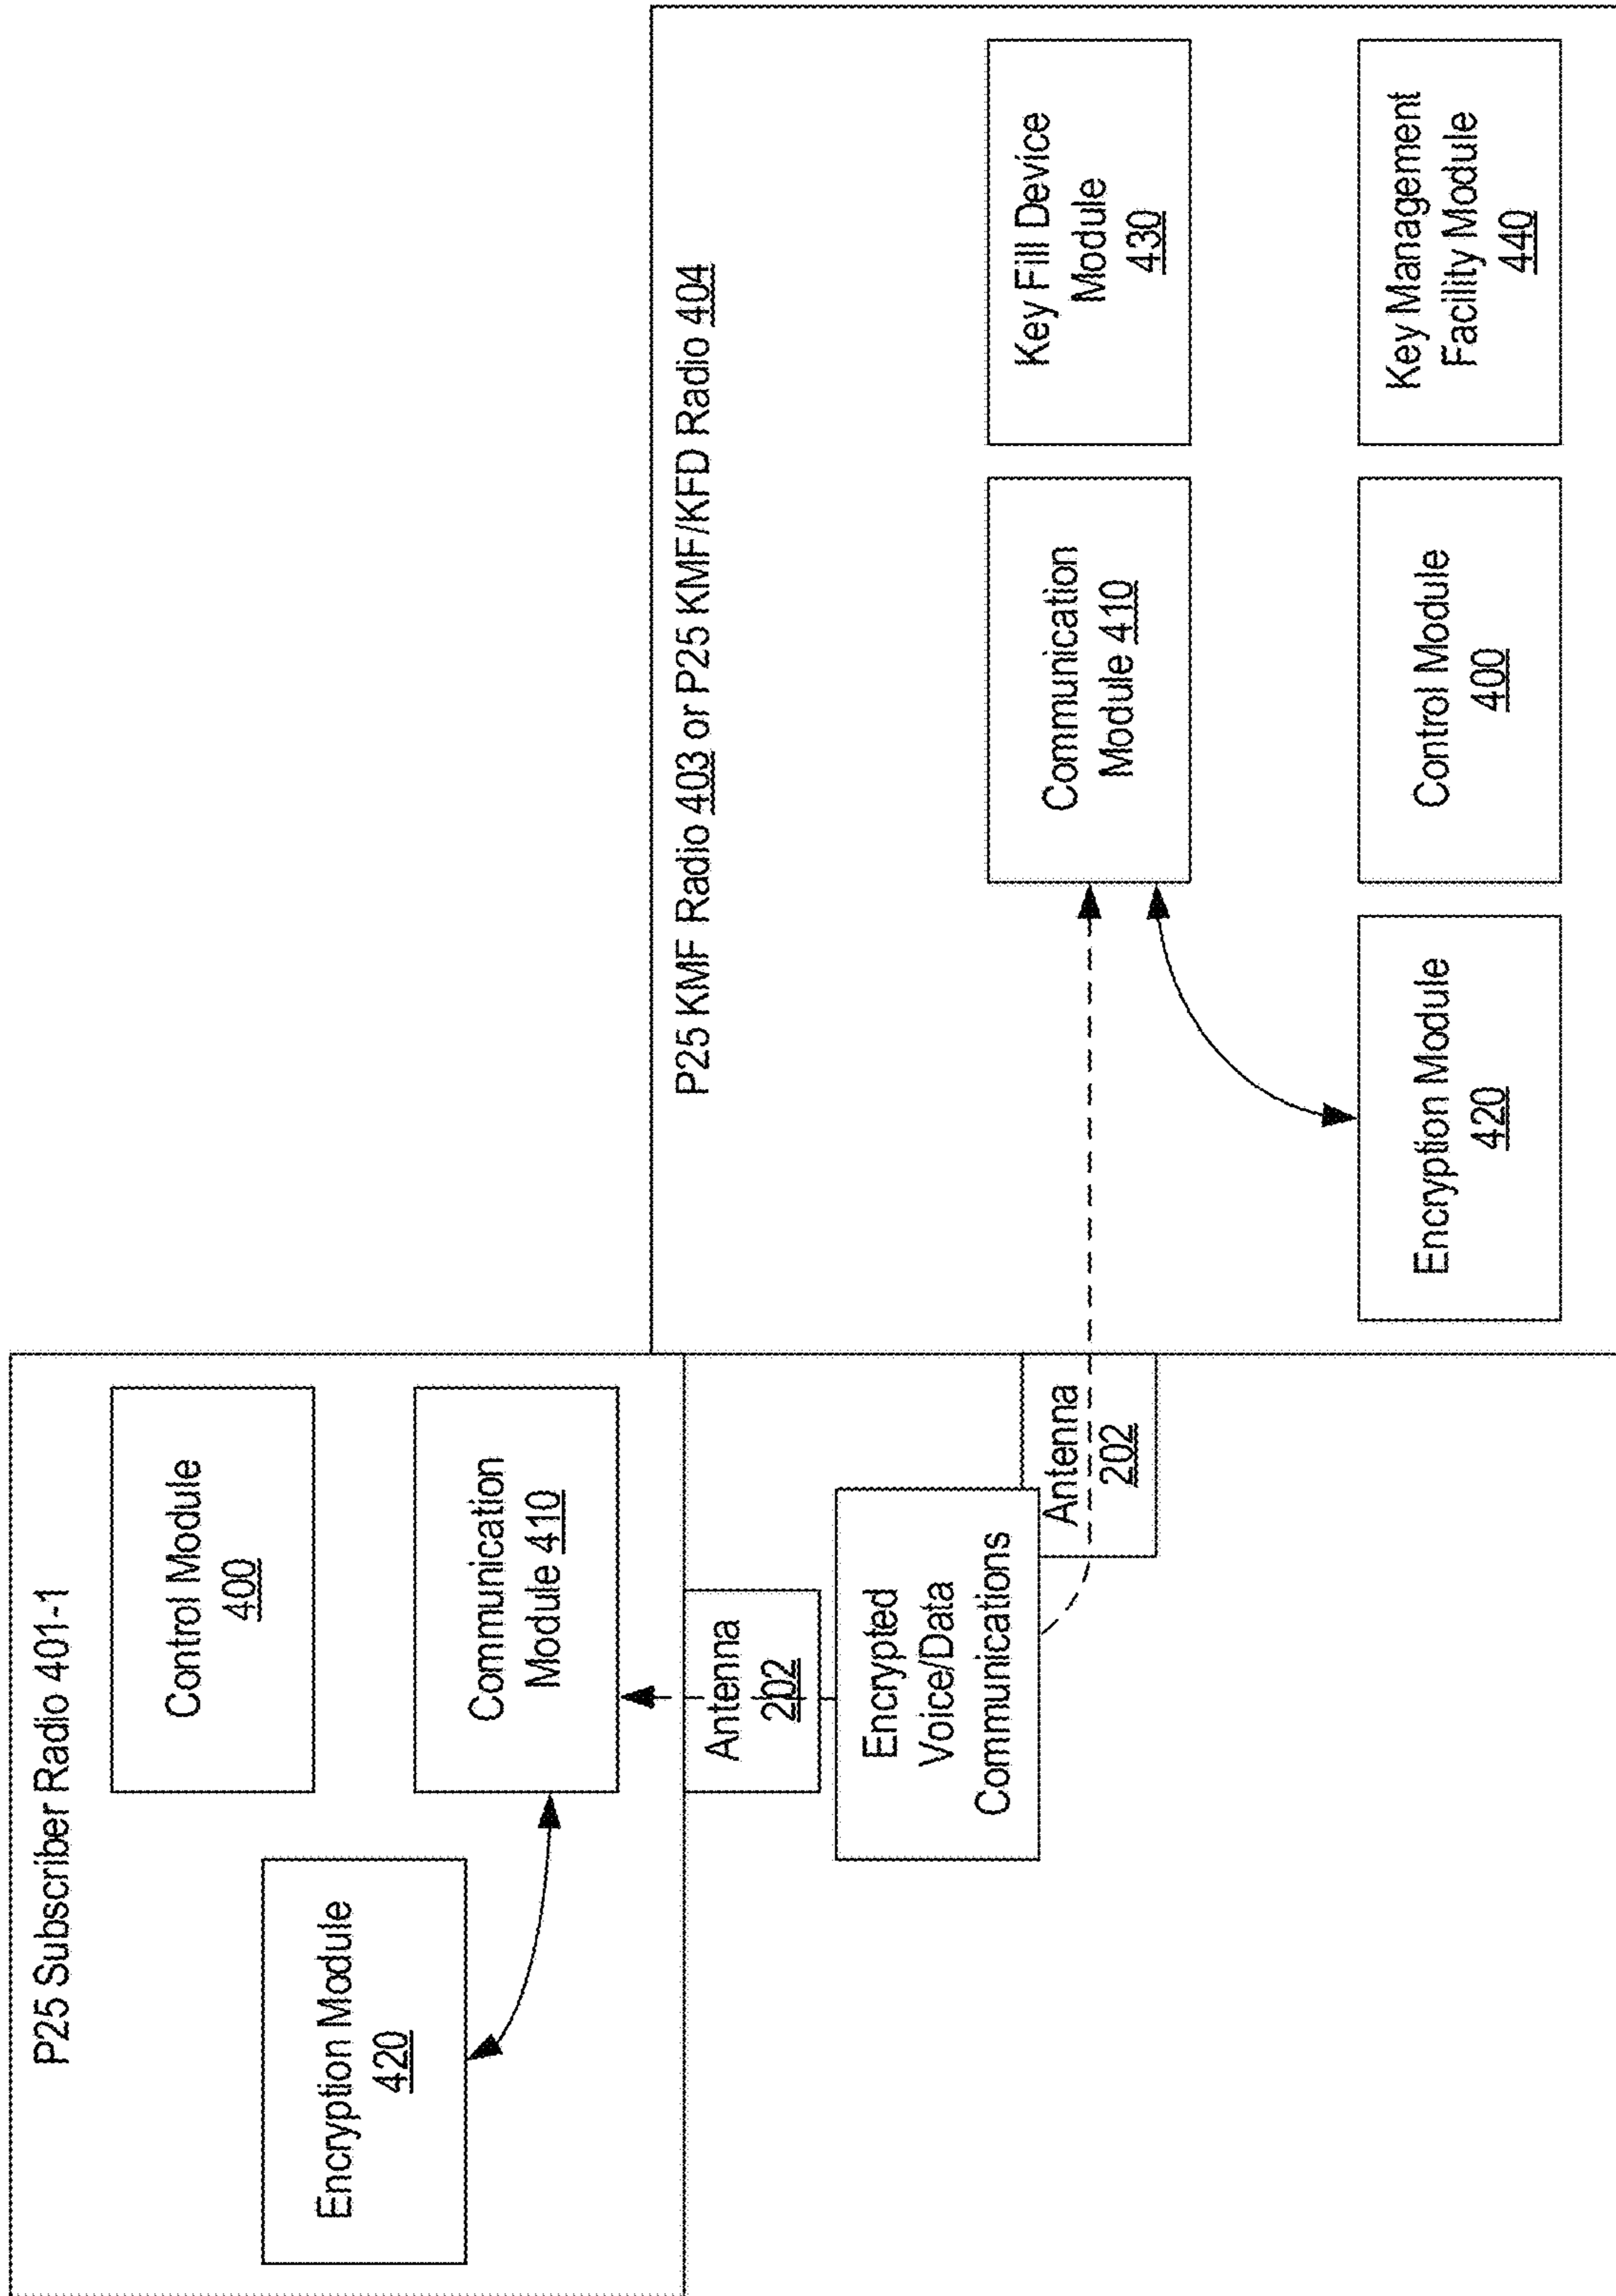 P25 Subscriber Radio 401-1
Control Module
400
Encryption Module
420
Communication
Module 410
Antenna
202
Encrypted
Voice/Data
Communications
Antenna
202
P25 KMF Radio 403 or P25 KMF/KFD Radio 404
Communication
Module 410
Key Fill Device
Module
430
Encryption Module
420
Control Module
400
Key Management
Facility Module
440